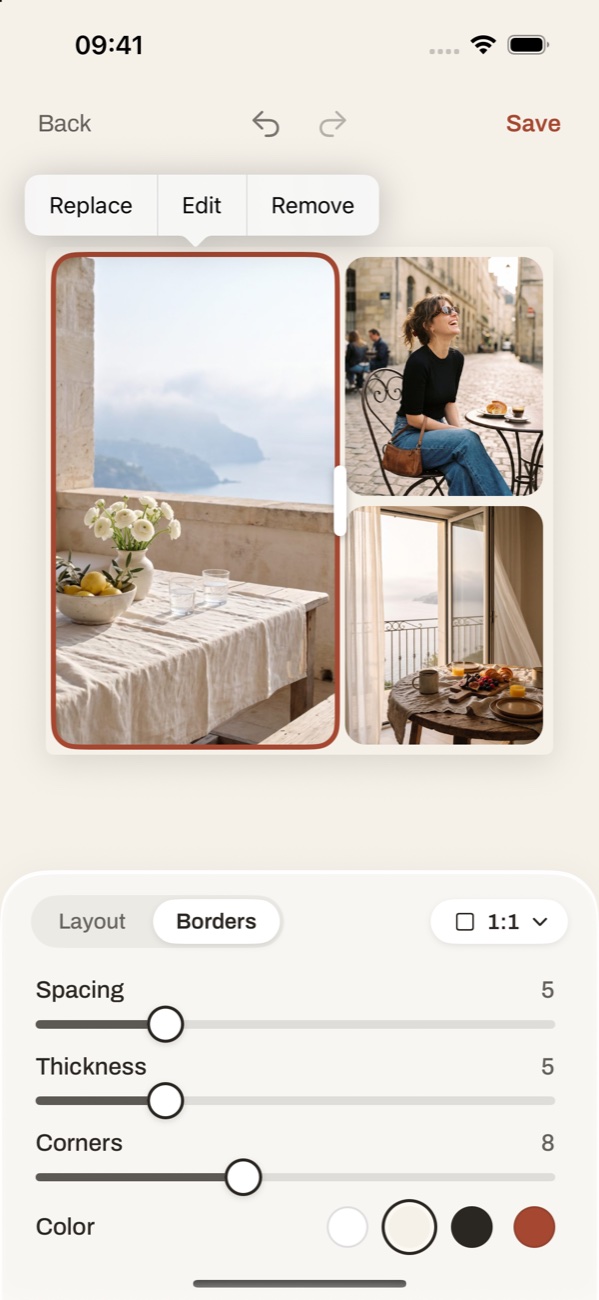 09:41
Back
Save
Replace
Edit
Remove
Layout
Borders
1:1
Spacing
5
Thickness
5
Corners
8
Color